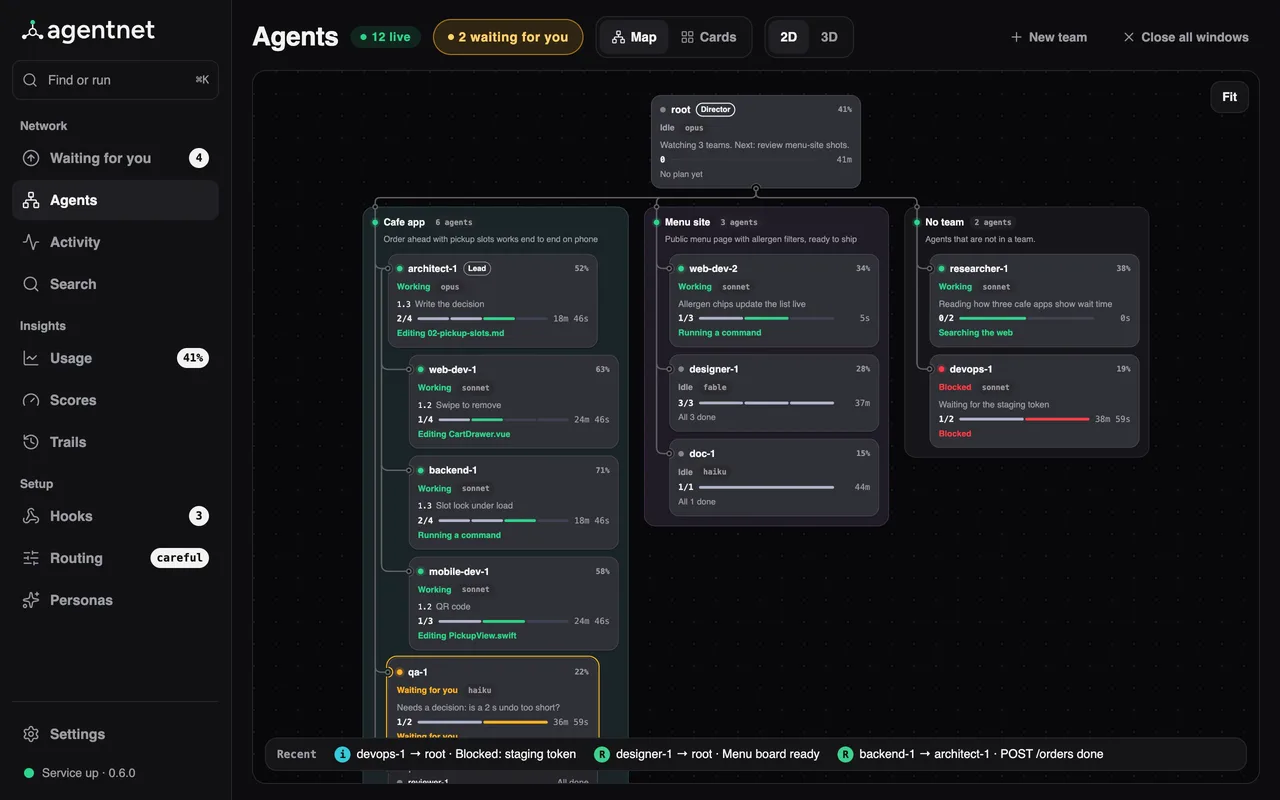 agentnet
Find or run ⌘K
Network
Waiting for you 4
Agents
Activity
Search
Insights
Usage 41%
Scores
Trails
Setup
Hooks 3
Routing careful
Personas
Settings
Service up · 0.6.0
Agents 12 live 2 waiting for you Map Cards 2D 3D New team Close all windows
Fit
root Director 41%
Idle opus
Watching 3 teams. Next: review menu-site shots.
0 41m
No plan yet
Cafe app 6 agents
Order ahead with pickup slots works end to end on phone
architect-1 Lead 52%
Working opus
1.3 Write the decision
2/4 18m 46s
Editing 02-pickup-slots.md
web-dev-1 63%
Working sonnet
1.2 Swipe to remove
1/4 24m 46s
Editing CartDrawer.vue
backend-1 71%
Working sonnet
1.3 Slot lock under load
2/4 18m 46s
Running a command
mobile-dev-1 58%
Working sonnet
1.2 QR code
1/3 24m 46s
Editing PickupView.swift
qa-1 22%
Waiting for you haiku
Needs a decision: is a 2 s undo too short?
1/2 36m 59s
Waiting for you
reviewer-1 All done
Menu site 3 agents
Public menu page with allergen filters, ready to ship
web-dev-2 34%
Working sonnet
Allergen chips update the list live
1/3 5s
Running a command
designer-1 28%
Idle fable
3/3 37m
All 3 done
doc-1 15%
Idle haiku
1/1 44m
All 1 done
No team 2 agents
Agents that are not in a team.
researcher-1 38%
Working sonnet
Reading how three cafe apps show wait time
0/2 0s
Searching the web
devops-1 19%
Blocked sonnet
Waiting for the staging token
1/2 38m 59s
Blocked
Recent i devops-1 → root · Blocked: staging token R designer-1 → root · Menu board ready R backend-1 → architect-1 · POST /orders done